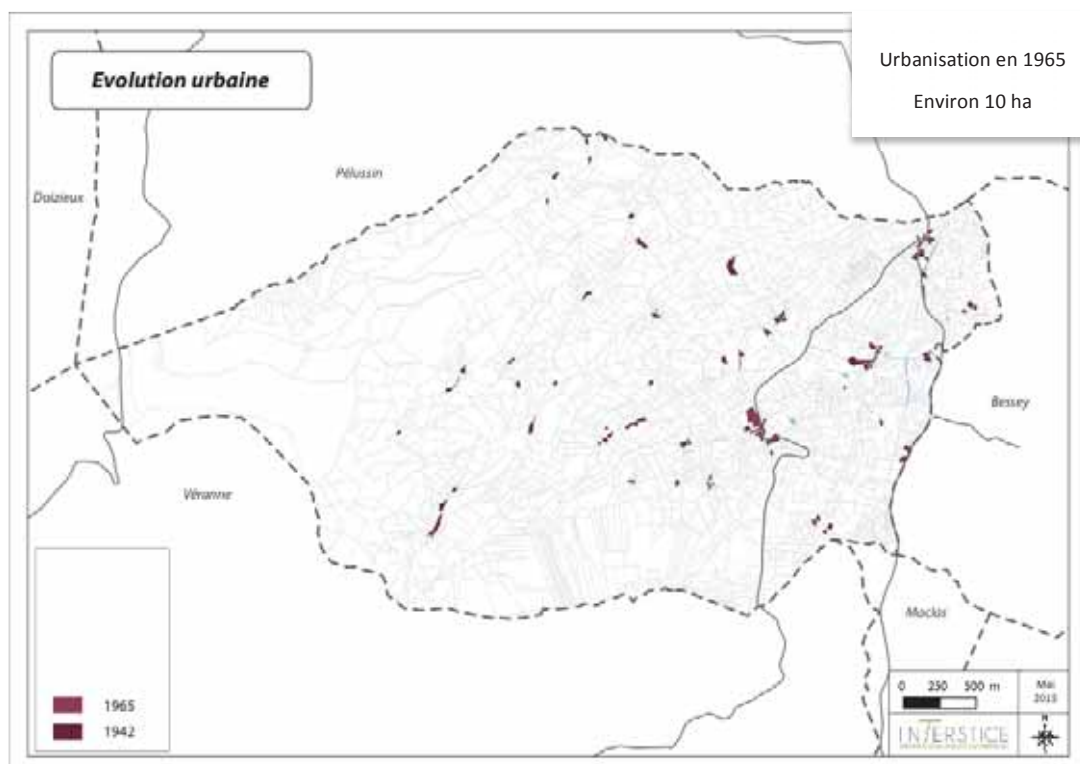 Evolution urbaine
Urbanisation en 1965
Environ 10 ha
Pélussin
Doizieux
Bessey
Véranne
Maclas
1965
1942
0 250 500 m
Mai
2015
INTERSTICE
N